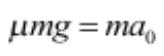 μmg = ma₀